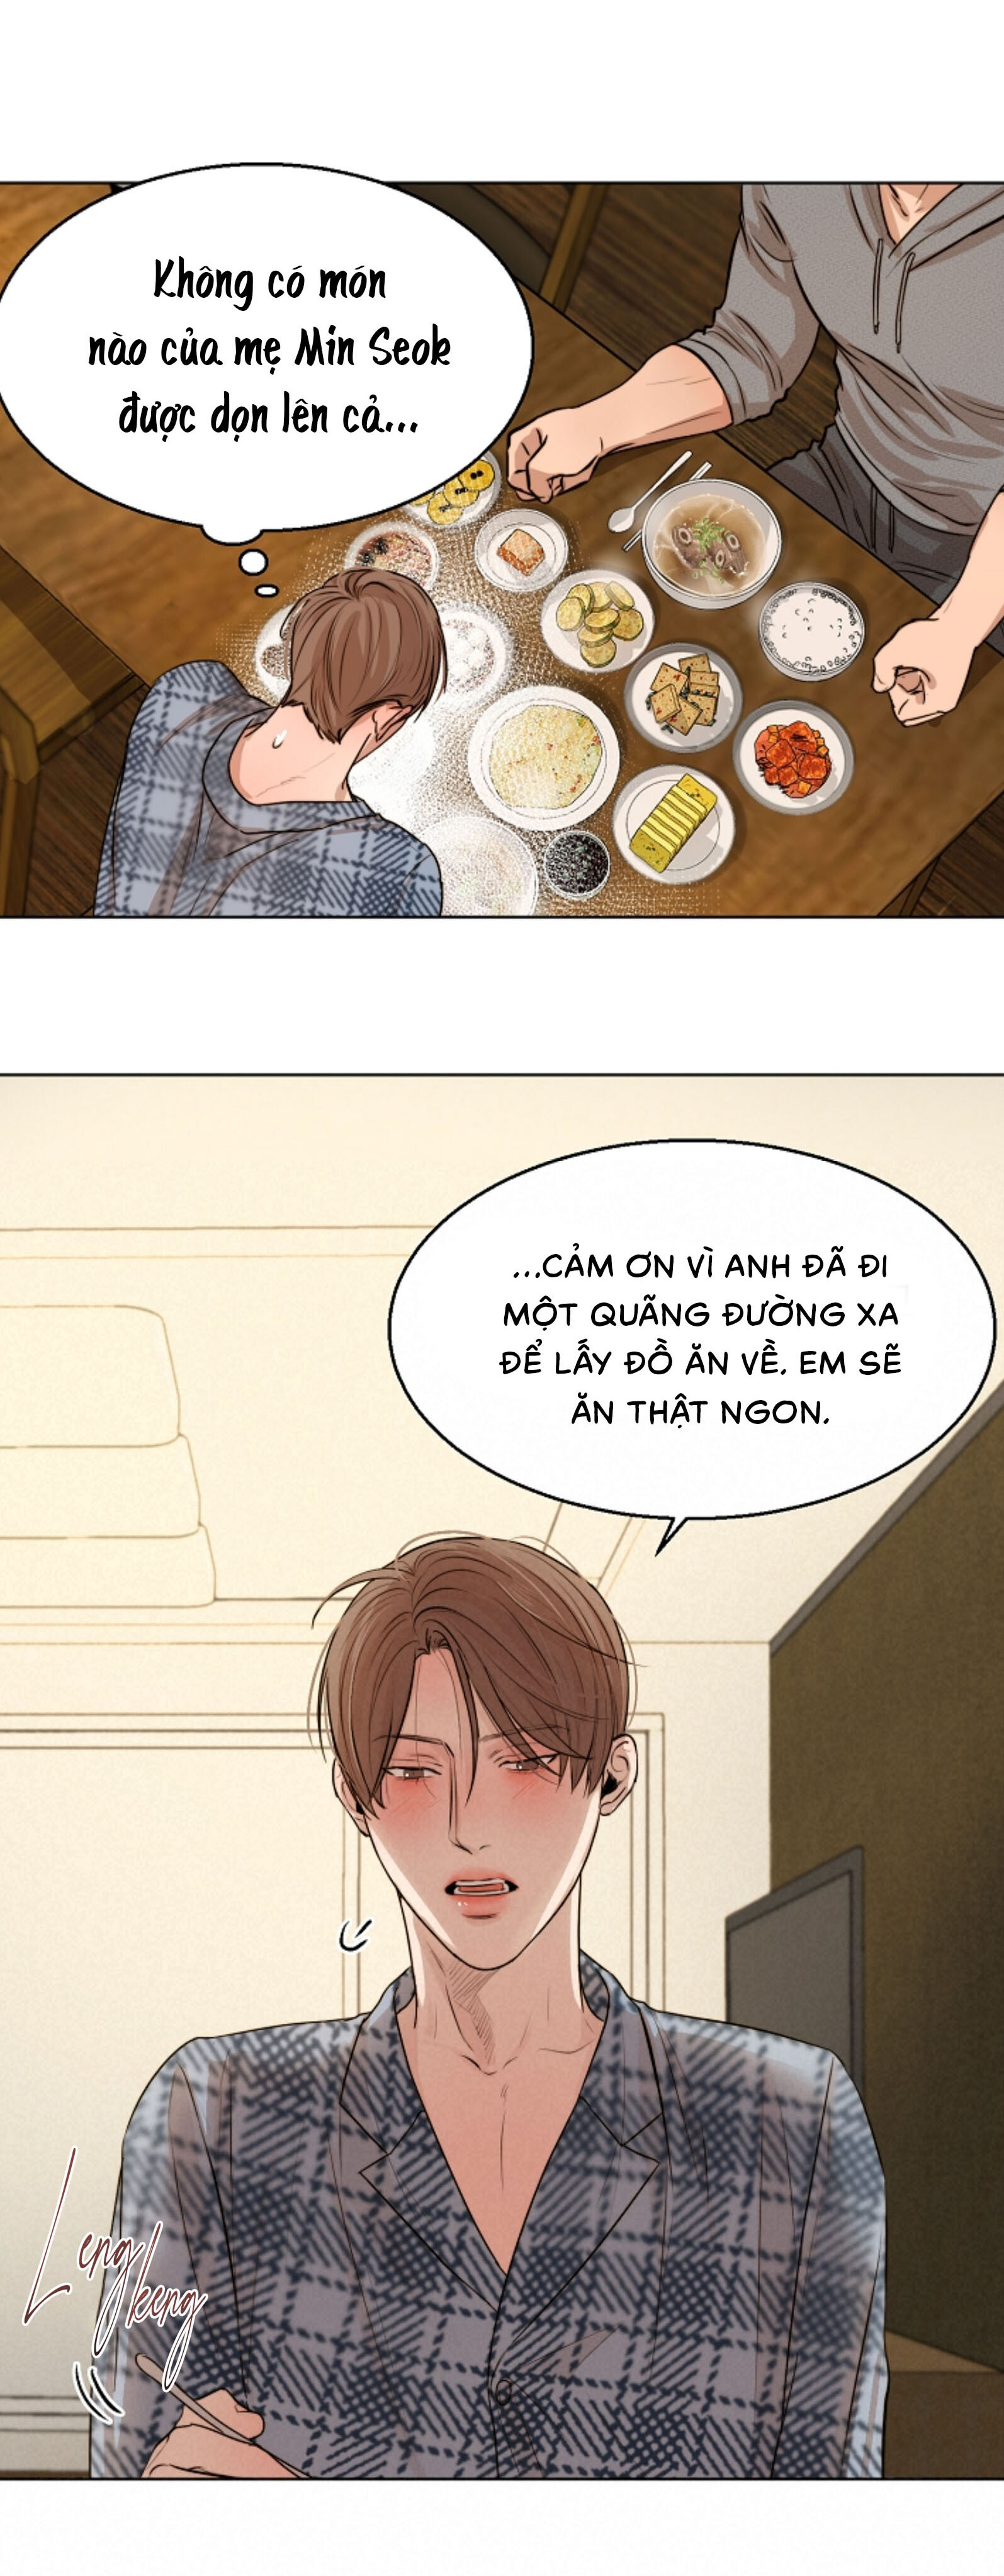 Không có món
nào của mẹ Min Seok
được dọn lên cả...
...CẢM ƠN VÌ ANH ĐÃ ĐI
MỘT QUÃNG ĐƯỜNG XA
ĐỂ LẤY ĐỒ ĂN VỀ. EM SẼ
ĂN THẬT NGON.
Leng
keng